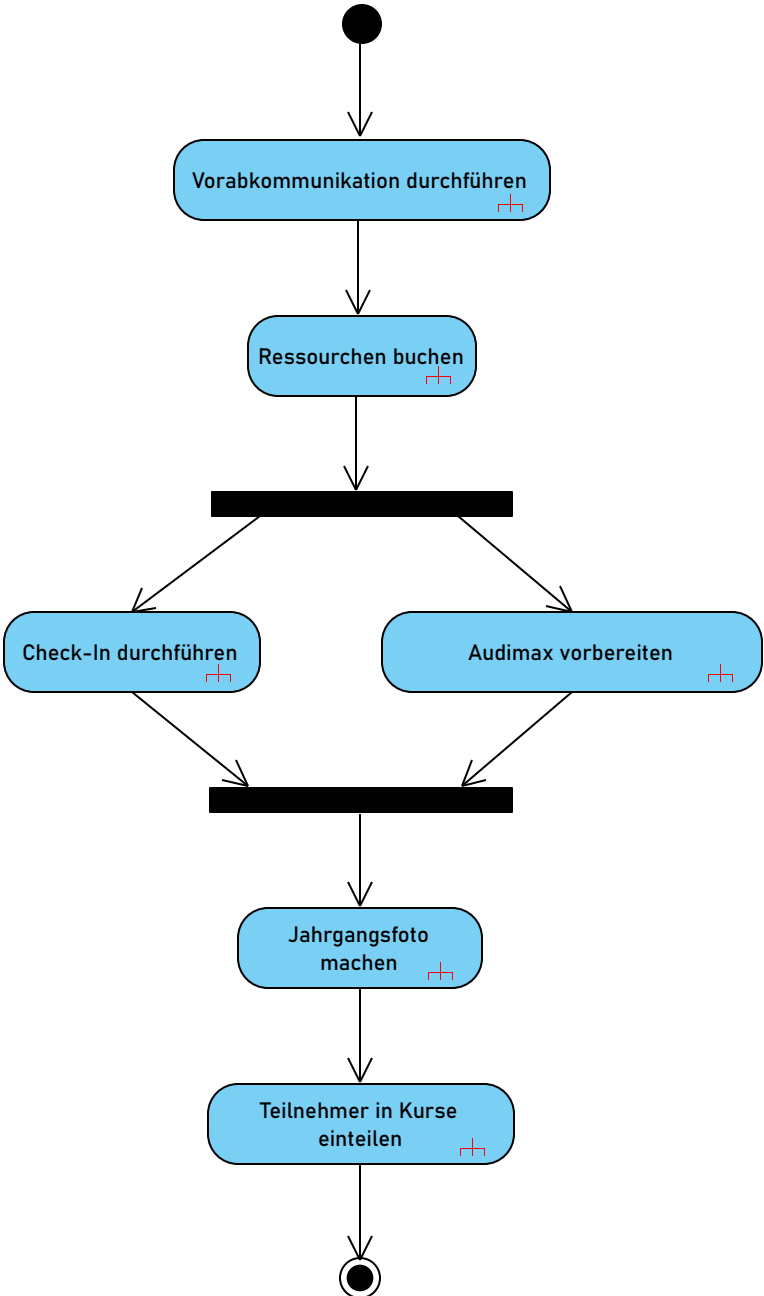 Vorabkommunikation durchführen
Ressourchen buchen
Check-In durchführen
Audimax vorbereiten
Jahrgangsfoto
machen
Teilnehmer in Kurse
einteilen